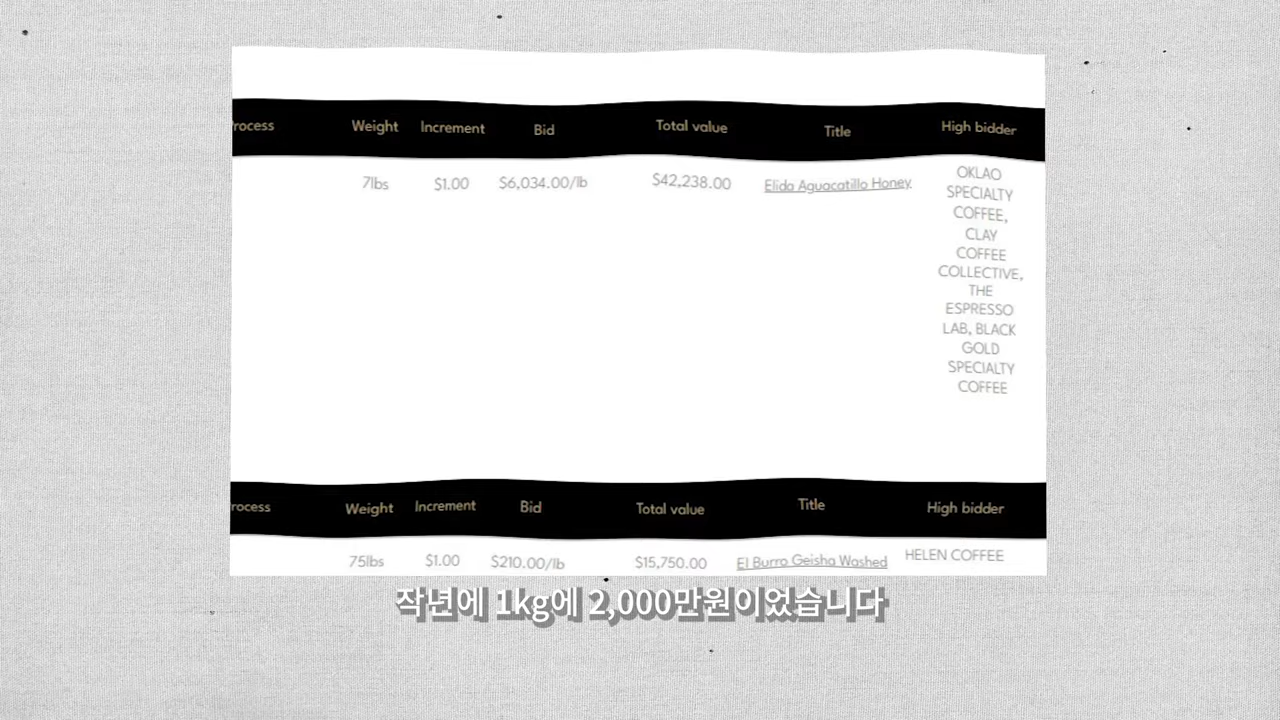 rocess Weight Increment Bid Total value Title High bidder
7lbs $1.00 $6,034.00/lb $42,238.00 Elida Aguacatillo Honey OKLAO
SPECIALTY
COFFEE,
CLAY
COFFEE
COLLECTIVE,
THE
ESPRESSO
LAB, BLACK
GOLD
SPECIALTY
COFFEE
rocess Weight Increment Bid Total value Title High bidder
75lbs $1.00 $210.00/lb $15,750.00 El Burro Geisha Washed HELEN COFFEE
작년에 1kg에 2,000만원이었습니다